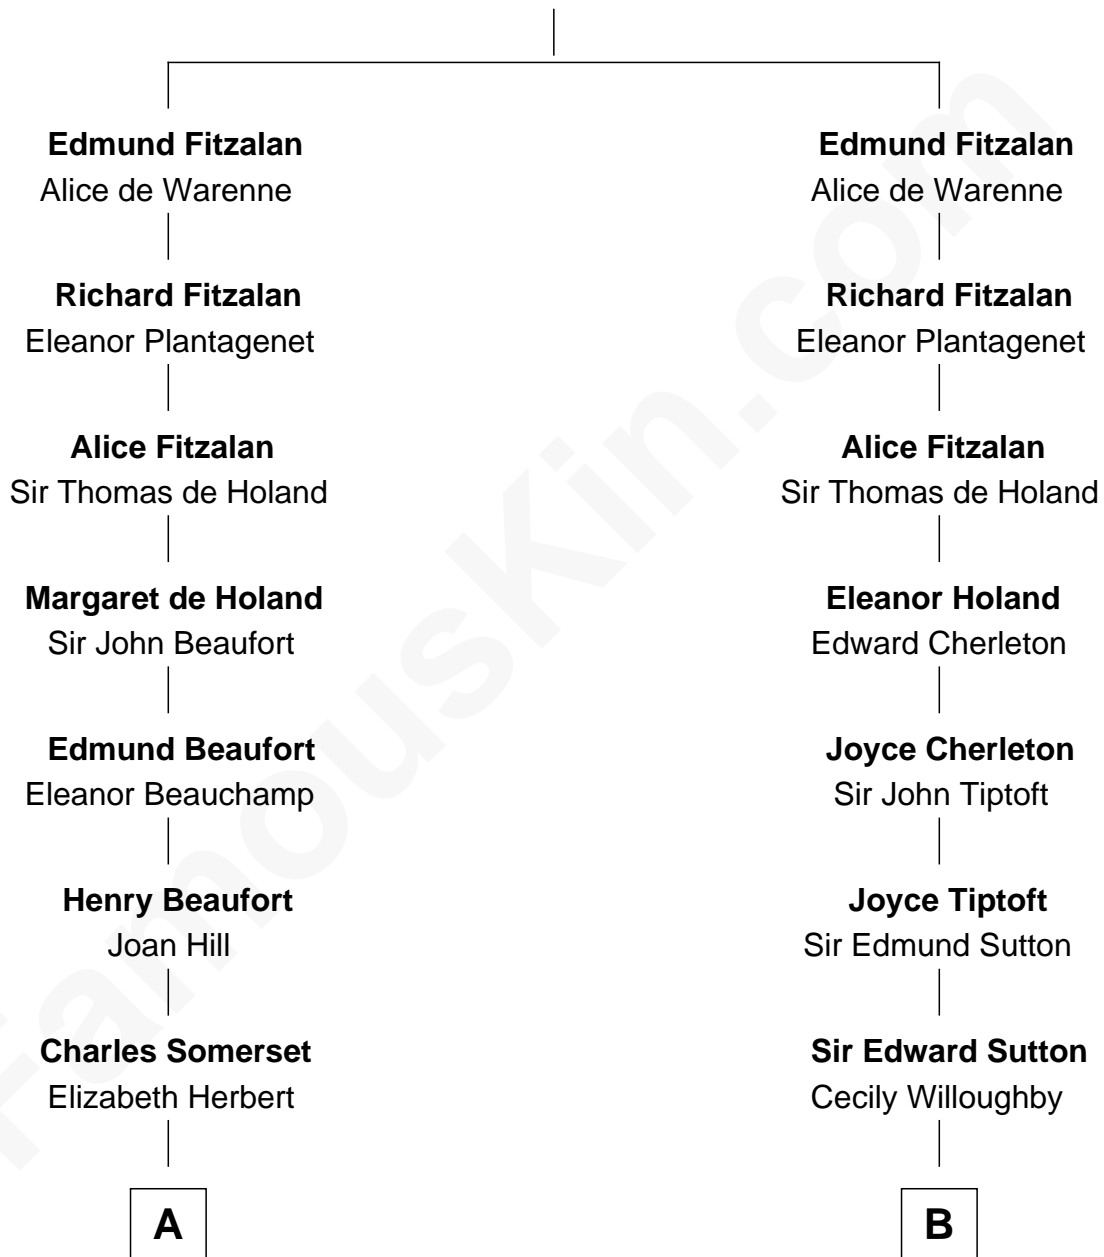 Edmund Fitzalan
Alice de Warenne
Richard Fitzalan
Eleanor Plantagenet
Alice Fitzalan
Sir Thomas de Holand
Margaret de Holand
Sir John Beaufort
Edmund Beaufort
Eleanor Beauchamp
Henry Beaufort
Joan Hill
Charles Somerset
Elizabeth Herbert
A
Edmund Fitzalan
Alice de Warenne
Richard Fitzalan
Eleanor Plantagenet
Alice Fitzalan
Sir Thomas de Holand
Eleanor Holand
Edward Cherleton
Joyce Cherleton
Sir John Tiptoft
Joyce Tiptoft
Sir Edmund Sutton
Sir Edward Sutton
Cecily Willoughby
B
FamousKin.com